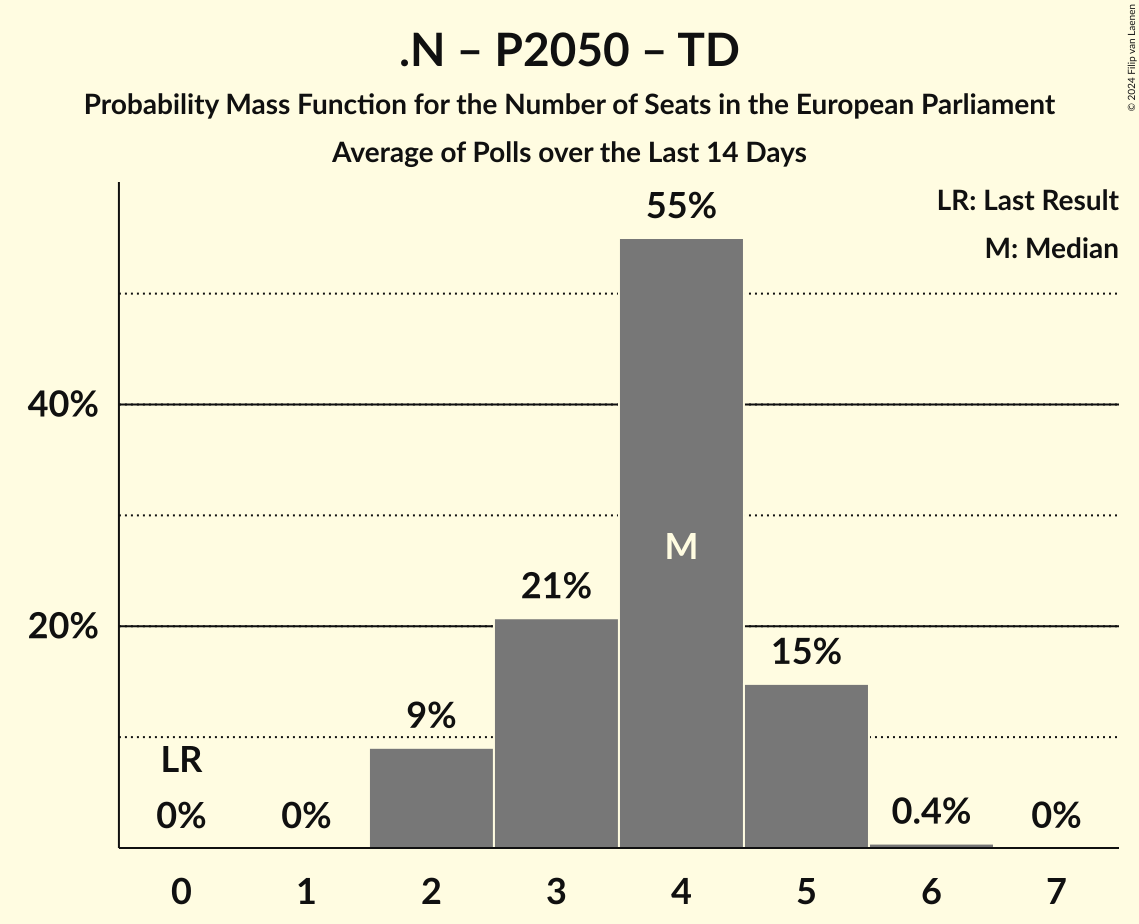 .N – P2050 – TD
Probability Mass Function for the Number of Seats in the European Parliament
Average of Polls over the Last 14 Days
© 2024 Filip van Laenen
LR: Last Result
M: Median
55%
40%
M
21%
20%
15%
9%
LR
0%
0%
0.4%
0%
0
1
2
3
4
5
6
7